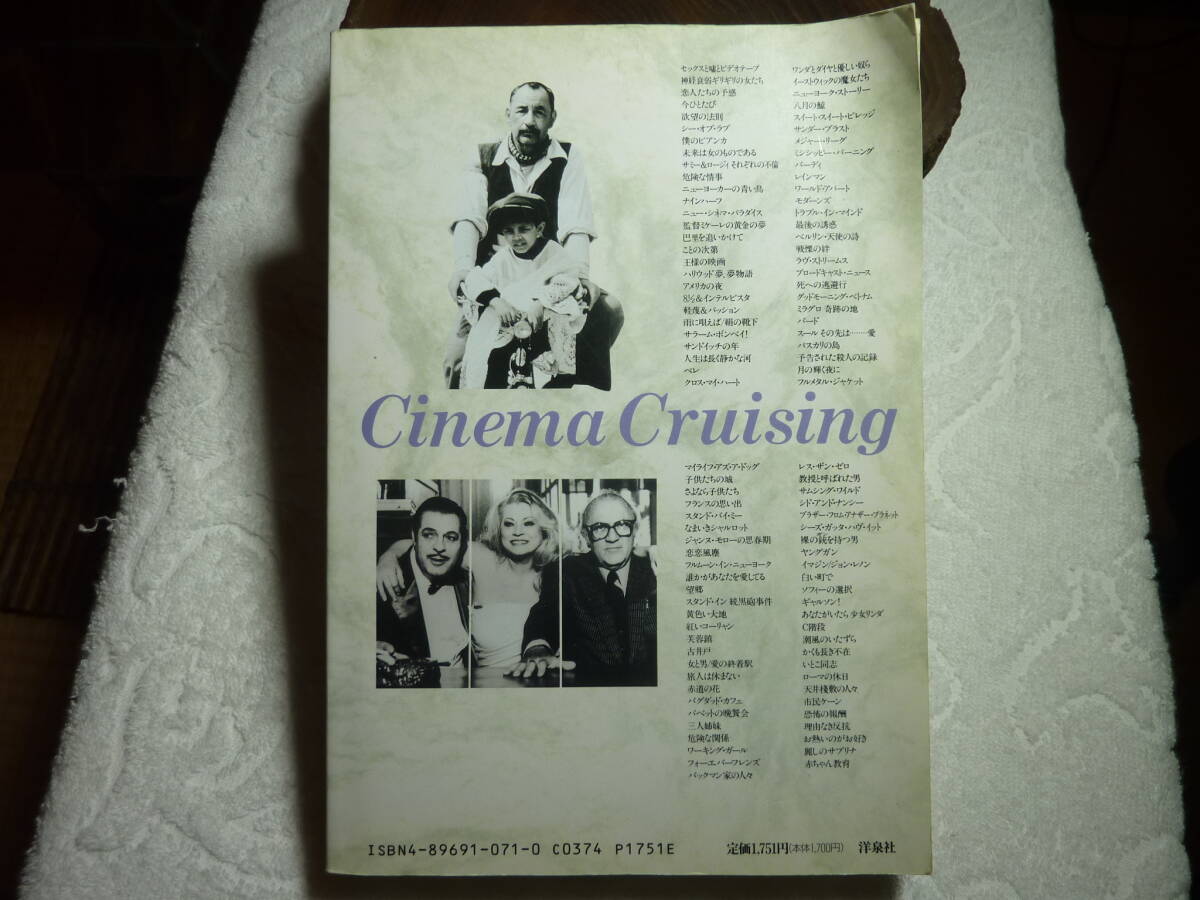 セックスと嘘とビデオテープ
神経衰弱ギリギリの女たち
恋人たちの予感
今ひとたび
欲望の法則
シー・オブ・ラブ
僕のビアンカ
未来は女のものである
サミー&ロージィ それぞれの不倫
危険な情事
ニューヨーカーの青い鳥
ナインハーフ
ニュー・シネマ・パラダイス
監督ミケーレの黄金の夢
巴里を追いかけて
ことの次第
王様の映画
ハリウッド夢、夢物語
アメリカの夜
8½&インテルビスタ
軽蔑&パッション
雨に唄えば/絹の靴下
サラーム・ボンベイ!
サンドイッチの年
人生は長く静かな河
ペレ
クロス・マイ・ハート
ワンダとダイヤと優しい奴ら
イーストウィックの魔女たち
ニューヨーク・ストーリー
八月の鯨
スイート・スイート・ビレッジ
サンダー・ブラスト
メジャー・リーグ
ミシシッピー・バーニング
バーディ
レインマン
ワールド・アパート
モダーンズ
トラブル・イン・マインド
最後の誘惑
ベルリン・天使の詩
戦慄の絆
ラヴ・ストリームス
ブロードキャスト・ニュース
死への逃避行
グッドモーニング・ベトナム
ミラグロ 奇跡の地
バード
スール その先は……愛
パスカリの島
予告された殺人の記録
月の輝く夜に
フルメタル・ジャケット
Cinema Cruising
マイライフ・アズ・ア・ドッグ
子供たちの城
さよなら子供たち
フランスの思い出
スタンド・バイ・ミー
なまいきシャルロット
ジャンヌ・モローの思春期
恋恋風塵
フルムーン・イン・ニューヨーク
誰かがあなたを愛してる
望郷
スタンド・イン 続黒砲事件
黄色い大地
紅いコーリャン
芙蓉鎮
古井戸
女と男/愛の終着駅
旅人は休まない
赤道の花
バグダッド・カフェ
バベットの晩餐会
三人姉妹
危険な関係
ワーキング・ガール
フォーエバーフレンズ
バックマン家の人々
レス・ザン・ゼロ
教授と呼ばれた男
サムシング・ワイルド
シド・アンド・ナンシー
ブラザー・フロム・アナザー・プラネット
シーズ・ガッタ・ハヴ・イット
裸の銃を持つ男
ヤングガン
イマジン/ジョン・レノン
白い町で
ソフィーの選択
ギャルソン!
あなたがいたら 少女リンダ
C階段
潮風のいたずら
かくも長き不在
いとこ同志
ローマの休日
天井棧敷の人々
市民ケーン
恐怖の報酬
理由なき反抗
お熱いのがお好き
麗しのサブリナ
赤ちゃん教育
ISBN4-89691-071-0 C0374 P1751E
定価1,751円(本体1,700円) 洋泉社